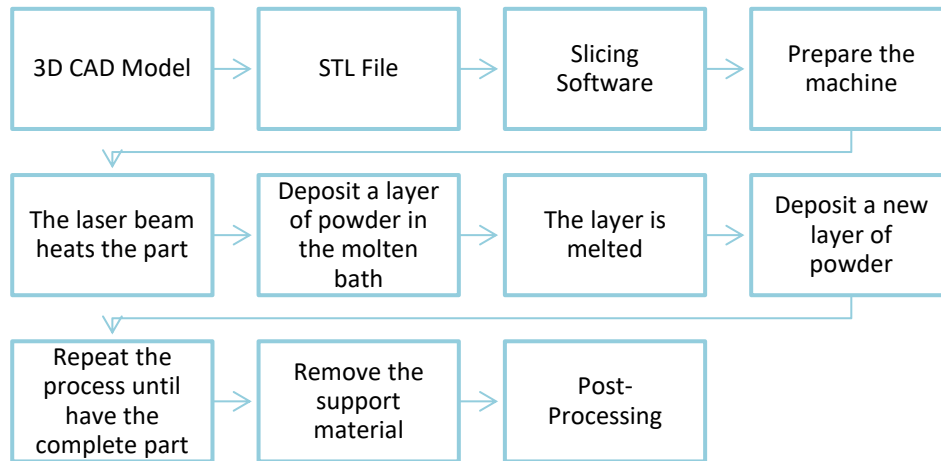 3D CAD Model
STL File
Slicing
Software
Prepare the
machine
The laser beam
heats the part
Deposit a layer
of powder in
the molten
bath
The layer is
melted
Deposit a new
layer of
powder
Repeat the
process until
have the
complete part
Remove the
support
material
Post-
Processing